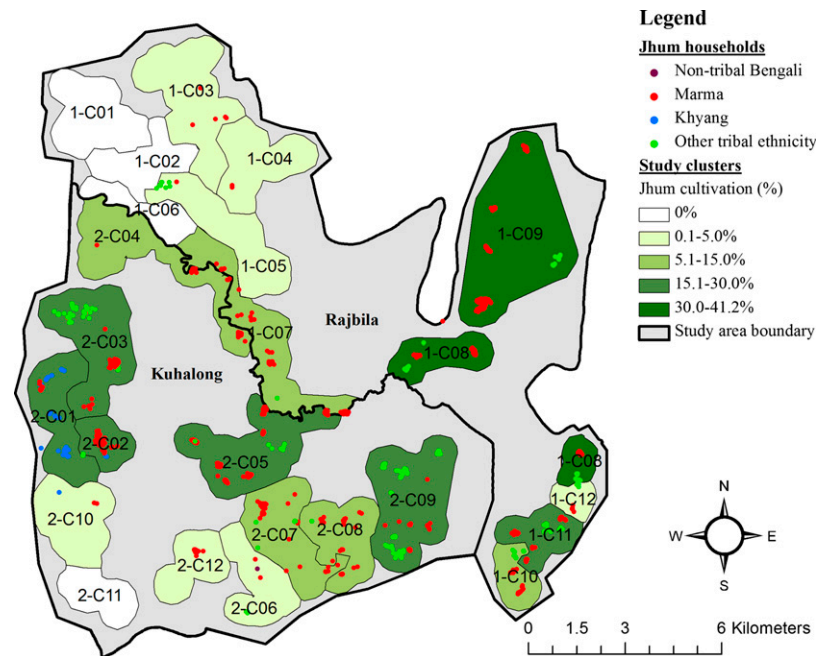 Legend
Jhum households
Non-tribal Bengali
Marma
Khyang
Other tribal ethnicity
Study clusters
Jhum cultivation (%)
0%
0.1-5.0%
5.1-15.0%
15.1-30.0%
30.0-41.2%
Study area boundary
1-C03
1-C01
1-C02
1-C04
1-C06
2-C04
1-C09
1-C05
Rajbila
1-C07
2-C03
1-C08
Kuhalong
2-C01
2-C02
2-C05
1-C08
2-C09
1-C12
2-C10
2-C07
2-C08
1-C11
2-C12
1-C10
2-C11
2-C06
N
W
E
S
0 1.5 3 6 Kilometers